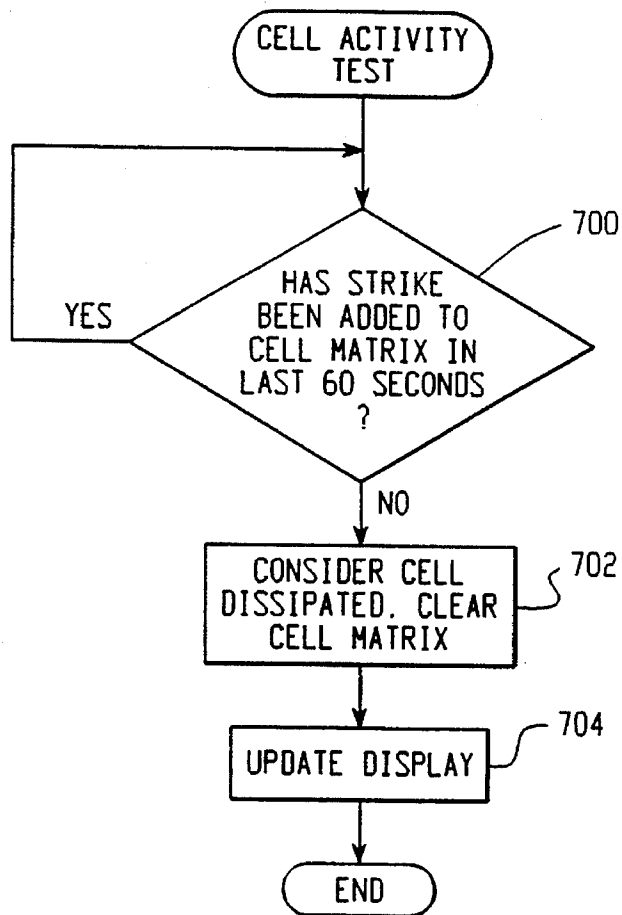 CELL ACTIVITY
TEST
700
HAS STRIKE
BEEN ADDED TO
CELL MATRIX IN
LAST 60 SECONDS
?
YES
NO
CONSIDER CELL
DISSIPATED. CLEAR
CELL MATRIX
702
UPDATE DISPLAY
704
END